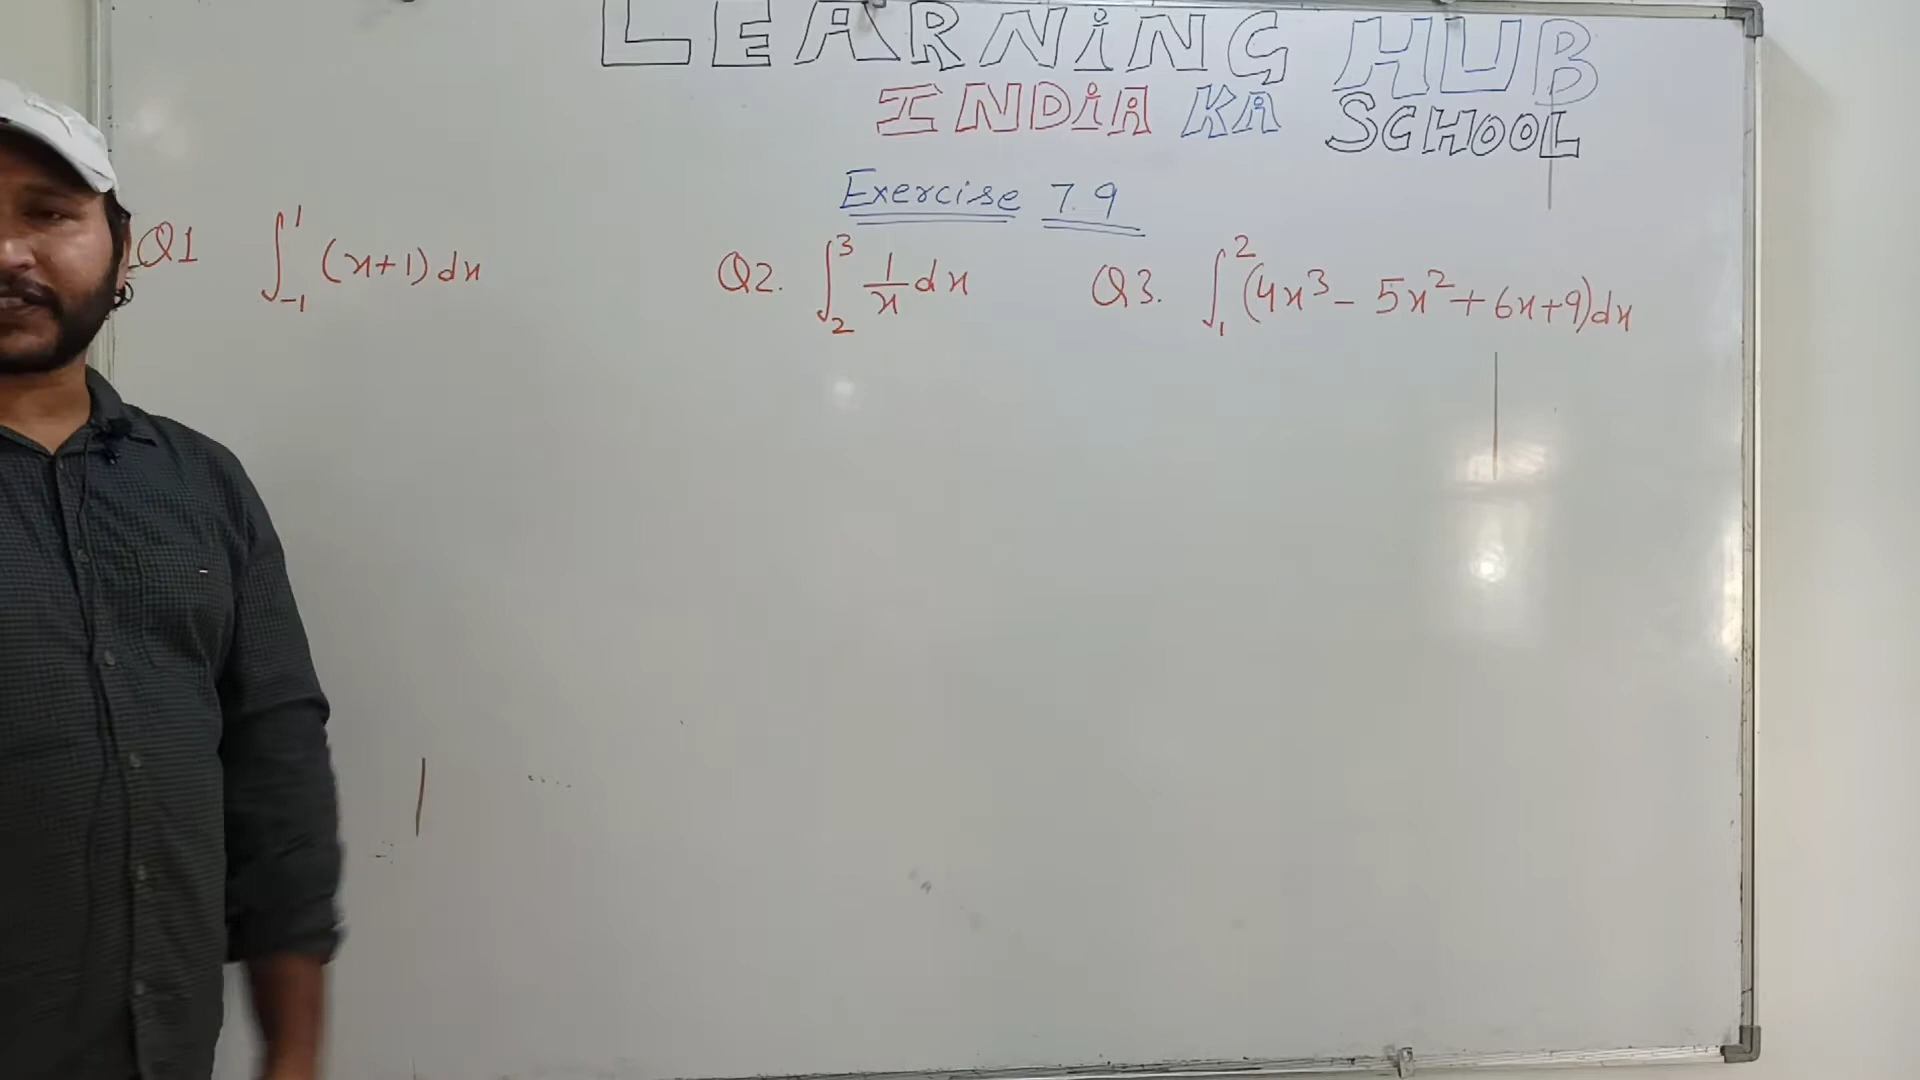 LEARNING HUB
INDIA KA SCHOOL
Exercise 7.9
Q1 ∫₋₁¹ (x+1) dx
Q2. ∫₂³ 1/x dx
Q3. ∫₁² (4x³ - 5x² + 6x + 9) dx